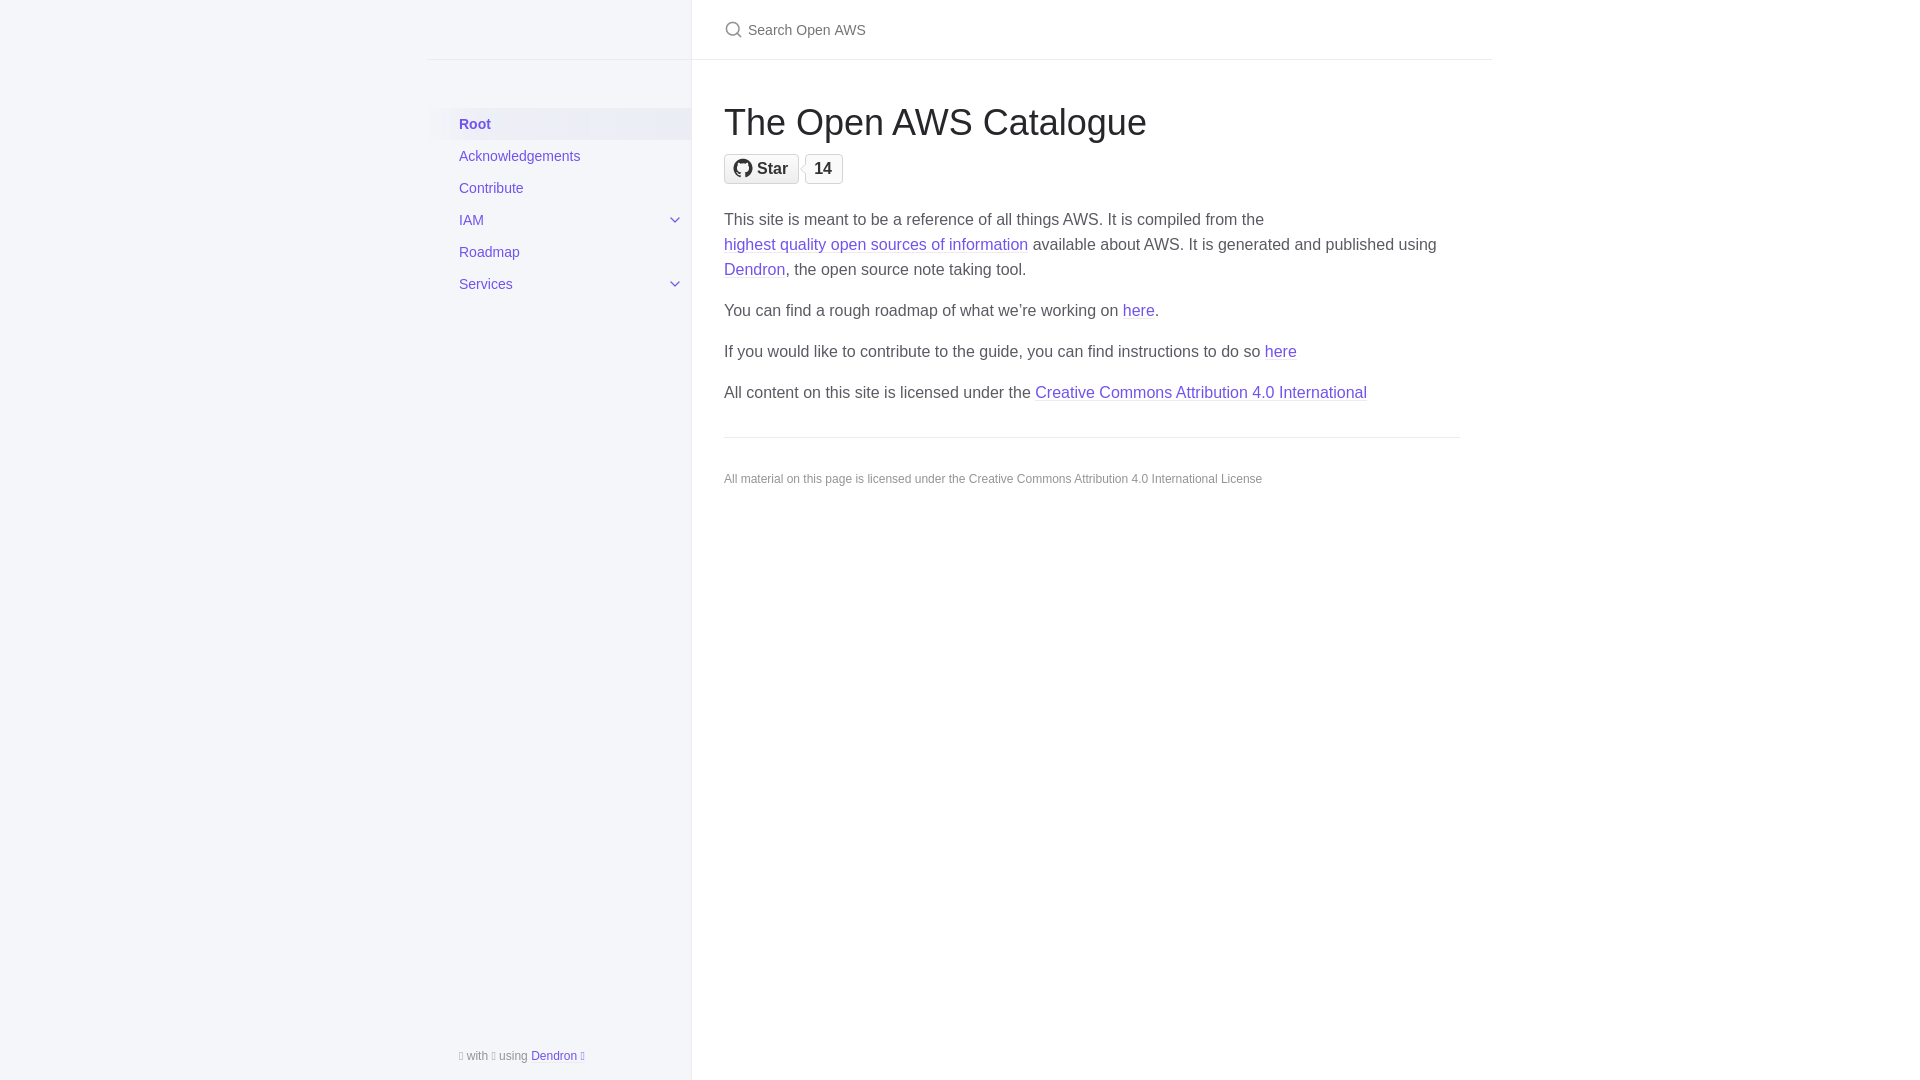 Search Open AWS
Root
Acknowledgements
Contribute
IAM
Roadmap
Services
The Open AWS Catalogue
Star 14
This site is meant to be a reference of all things AWS. It is compiled from the
highest quality open sources of information available about AWS. It is generated and published using
Dendron, the open source note taking tool.
You can find a rough roadmap of what we’re working on here.
If you would like to contribute to the guide, you can find instructions to do so here
All content on this site is licensed under the Creative Commons Attribution 4.0 International
All material on this page is licensed under the Creative Commons Attribution 4.0 International License
with using Dendron